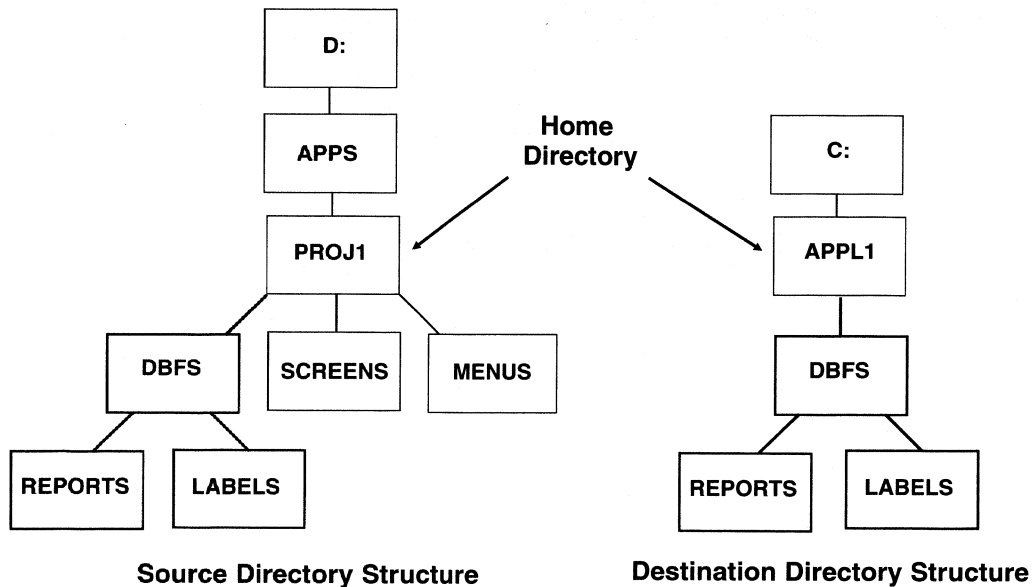 D:
APPS
PROJ1
DBFS
SCREENS
MENUS
REPORTS
LABELS
Source Directory Structure
Home
Directory
C:
APPL1
DBFS
REPORTS
LABELS
Destination Directory Structure